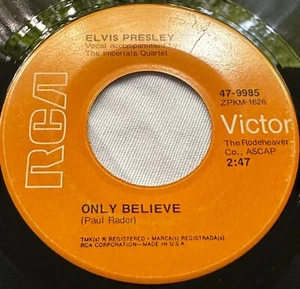 ELVIS PRESLEY
Vocal accompaniment by:
The Imperials Quartet
47-9985
ZPKM-1626
RCA
Victor
The Rodeheaver
Co., ASCAP
2:47
ONLY BELIEVE
(Paul Rader)
TMK(s) ® REGISTERED • MARCA(s) REGISTRADA(s)
RCA CORPORATION—MADE IN U.S.A.